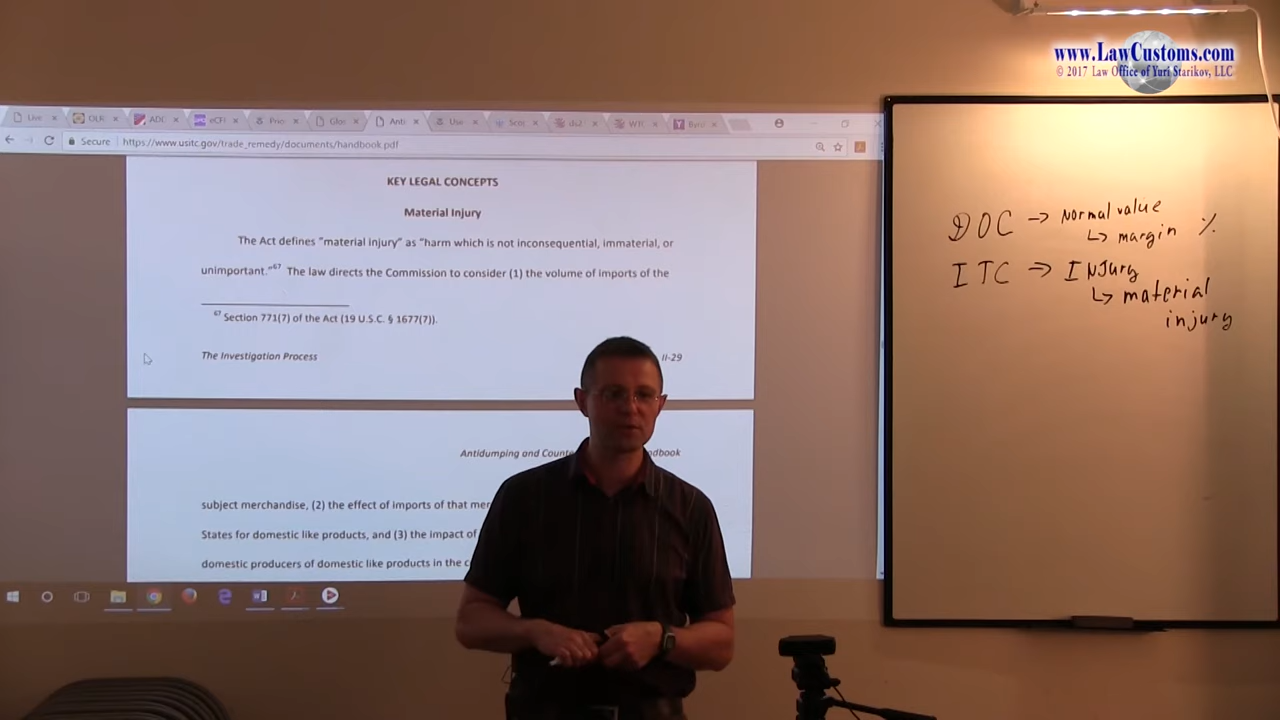 www.LawCustoms.com
© 2017 Law Office of Yuri Starikov, LLC
Secure
https://www.usitc.gov/trade_remedy/documents/handbook.pdf
KEY LEGAL CONCEPTS
Material Injury
The Act defines "material injury" as "harm which is not inconsequential, immaterial, or
unimportant."67 The law directs the Commission to consider (1) the volume of imports of the
67 Section 771(7) of the Act (19 U.S.C. § 1677(7)).
The Investigation Process
II-29
Antidumping and
subject merchandise, (2) the effect of imports of that
States for domestic like products, and (3) the impact of
domestic producers of domestic like products in the
DOC → Normal value
↳ margin %
ITC → INJury
↳ material
injury